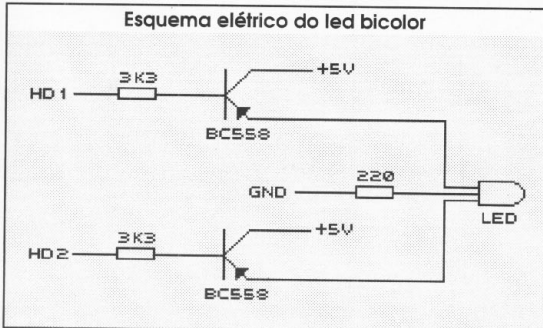 Esquema elétrico do led bicolor
3K3
+5V
HD1
BC558
220
GND
LED
3K3
+5V
HD2
BC558